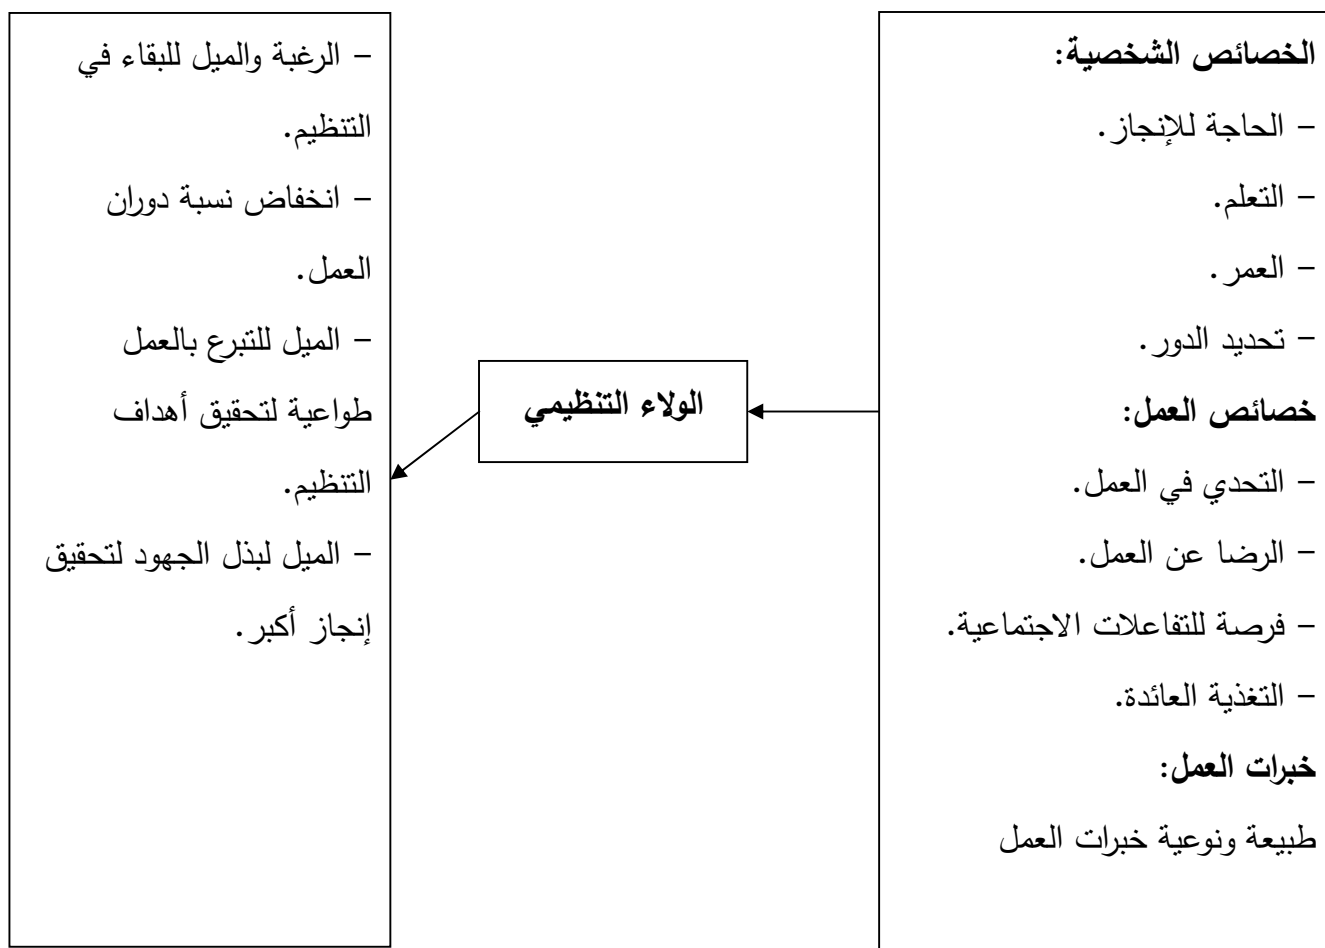 الخصائص الشخصية:
– الحاجة للإنجاز.
– التعلم.
– العمر.
– تحديد الدور.
خصائص العمل:
– التحدي في العمل.
– الرضا عن العمل.
– فرصة للتفاعلات الاجتماعية.
– التغذية العائدة.
خبرات العمل:
طبيعة ونوعية خبرات العمل
الولاء التنظيمي
– الرغبة والميل للبقاء في
التنظيم.
– انخفاض نسبة دوران
العمل.
– الميل للتبرع بالعمل
طواعية لتحقيق أهداف
التنظيم.
– الميل لبذل الجهود لتحقيق
إنجاز أكبر.